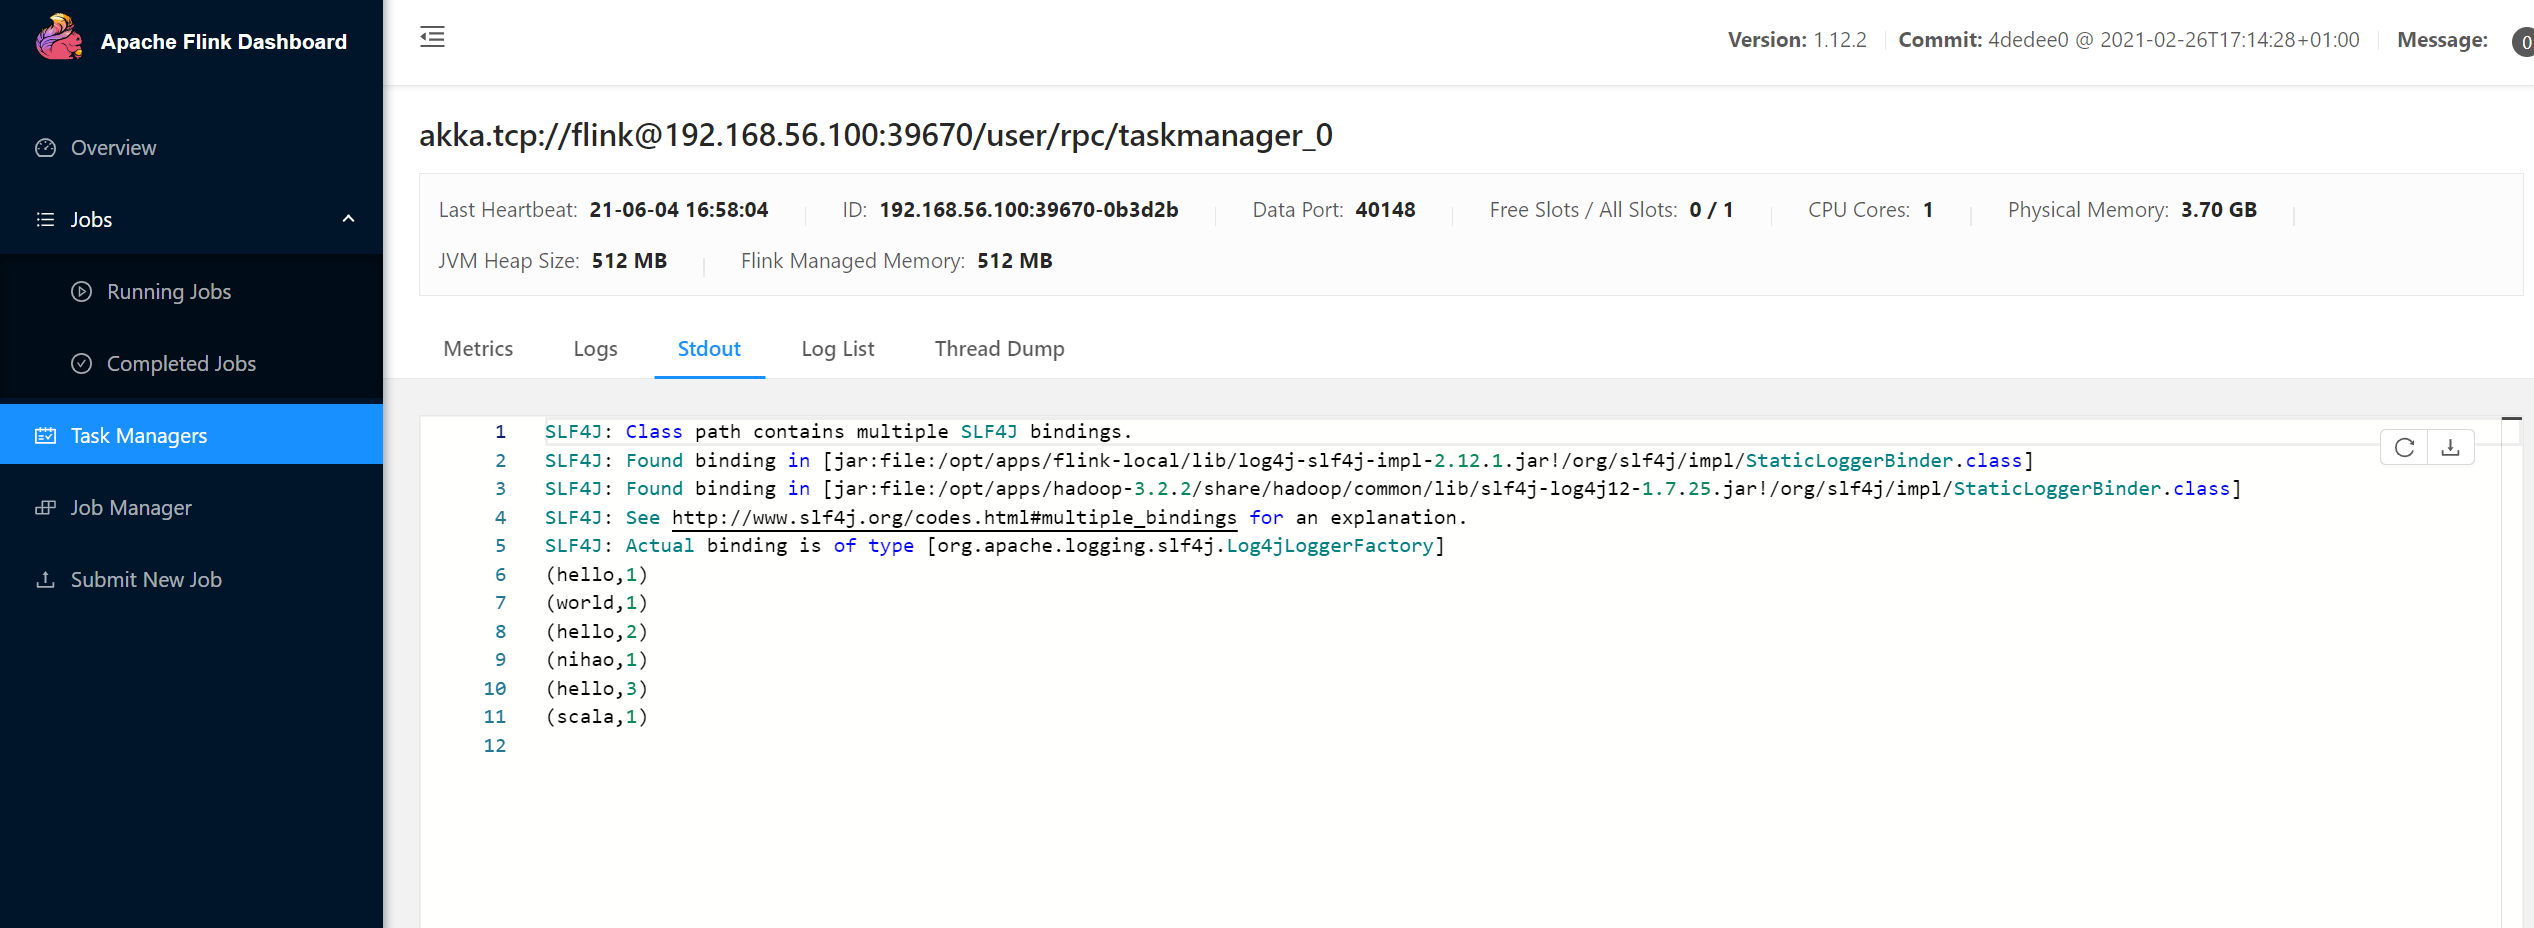 Apache Flink Dashboard
Version: 1.12.2 Commit: 4dedee0 @ 2021-02-26T17:14:28+01:00 Message: 0
Overview
Jobs
Running Jobs
Completed Jobs
Task Managers
Job Manager
Submit New Job
akka.tcp://flink@192.168.56.100:39670/user/rpc/taskmanager_0
Last Heartbeat: 21-06-04 16:58:04 ID: 192.168.56.100:39670-0b3d2b Data Port: 40148 Free Slots / All Slots: 0 / 1 CPU Cores: 1 Physical Memory: 3.70 GB
JVM Heap Size: 512 MB Flink Managed Memory: 512 MB
Metrics Logs Stdout Log List Thread Dump
1 SLF4J: Class path contains multiple SLF4J bindings.
2 SLF4J: Found binding in [jar:file:/opt/apps/flink-local/lib/log4j-slf4j-impl-2.12.1.jar!/org/slf4j/impl/StaticLoggerBinder.class]
3 SLF4J: Found binding in [jar:file:/opt/apps/hadoop-3.2.2/share/hadoop/common/lib/slf4j-log4j12-1.7.25.jar!/org/slf4j/impl/StaticLoggerBinder.class]
4 SLF4J: See http://www.slf4j.org/codes.html#multiple_bindings for an explanation.
5 SLF4J: Actual binding is of type [org.apache.logging.slf4j.Log4jLoggerFactory]
6 (hello,1)
7 (world,1)
8 (hello,2)
9 (nihao,1)
10 (hello,3)
11 (scala,1)
12